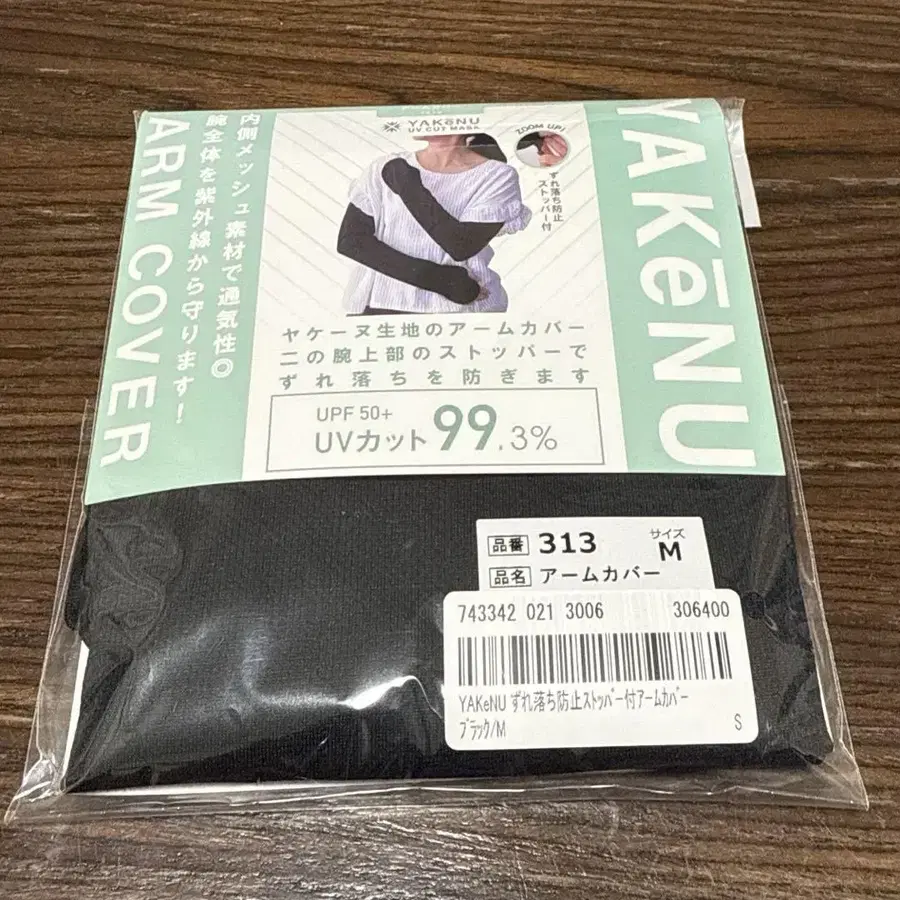 YAKēNU
UV CUT MASK
ZOOM UP!
ずれ落ち防止
ストッパー付
内側メッシュ素材で通気性◎
腕全体を紫外線から守ります!
ARM COVER
YAKēNU
ヤケーヌ生地のアームカバー
二の腕上部のストッパーで
ずれ落ちを防ぎます
UPF 50+
UVカット99.3%
品番 313 サイズ M
品名 アームカバー
743342 021 3006 306400
YAKeNU ずれ落ち防止ストッパー付アームカバー
ブラック/M S